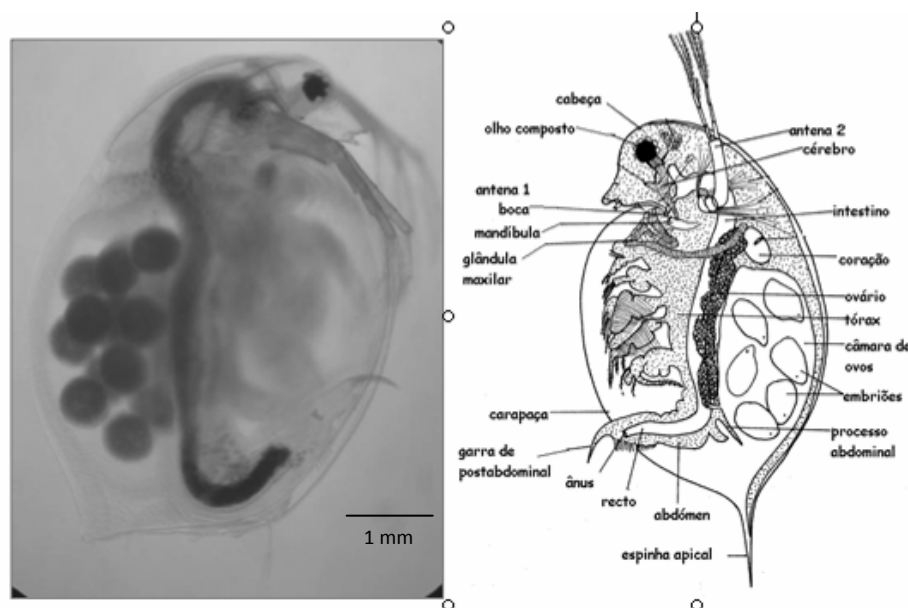 cabeça
olho composto
antena 2
cérebro
antena 1
boca
mandíbula
glândula
maxilar
intestino
coração
ovário
tórax
câmara de
ovos
embriões
carapaça
processo
abdominal
garra de
postabdominal
ânus
recto
abdómen
espinha apical
1 mm